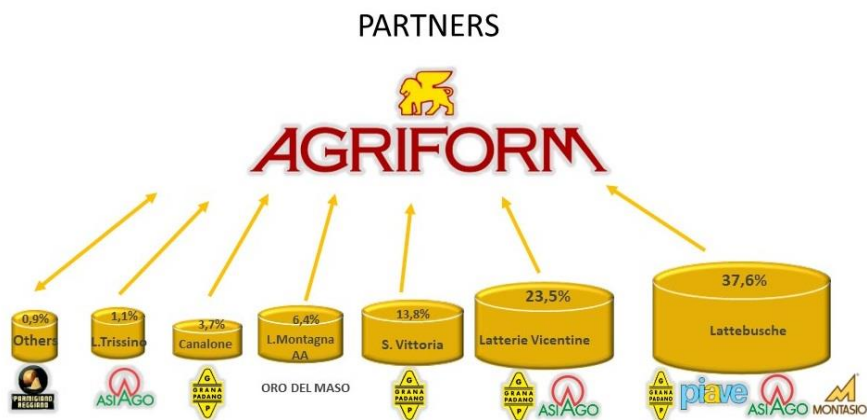 PARTNERS
AGRIFORM
0,9%
Others
1,1%
L.Trissino
3,7%
Canalone
6,4%
L.Montagna
AA
13,8%
S. Vittoria
23,5%
Latterie Vicentine
37,6%
Lattebusche
PARMIGIANO
REGGIANO
ASIAGO
G
GRANA
PADANO
P
ORO DEL MASO
G
GRANA
PADANO
P
G
GRANA
PADANO
P
ASIAGO
G
GRANA
PADANO
P
piave
ASIAGO
MONTASIO